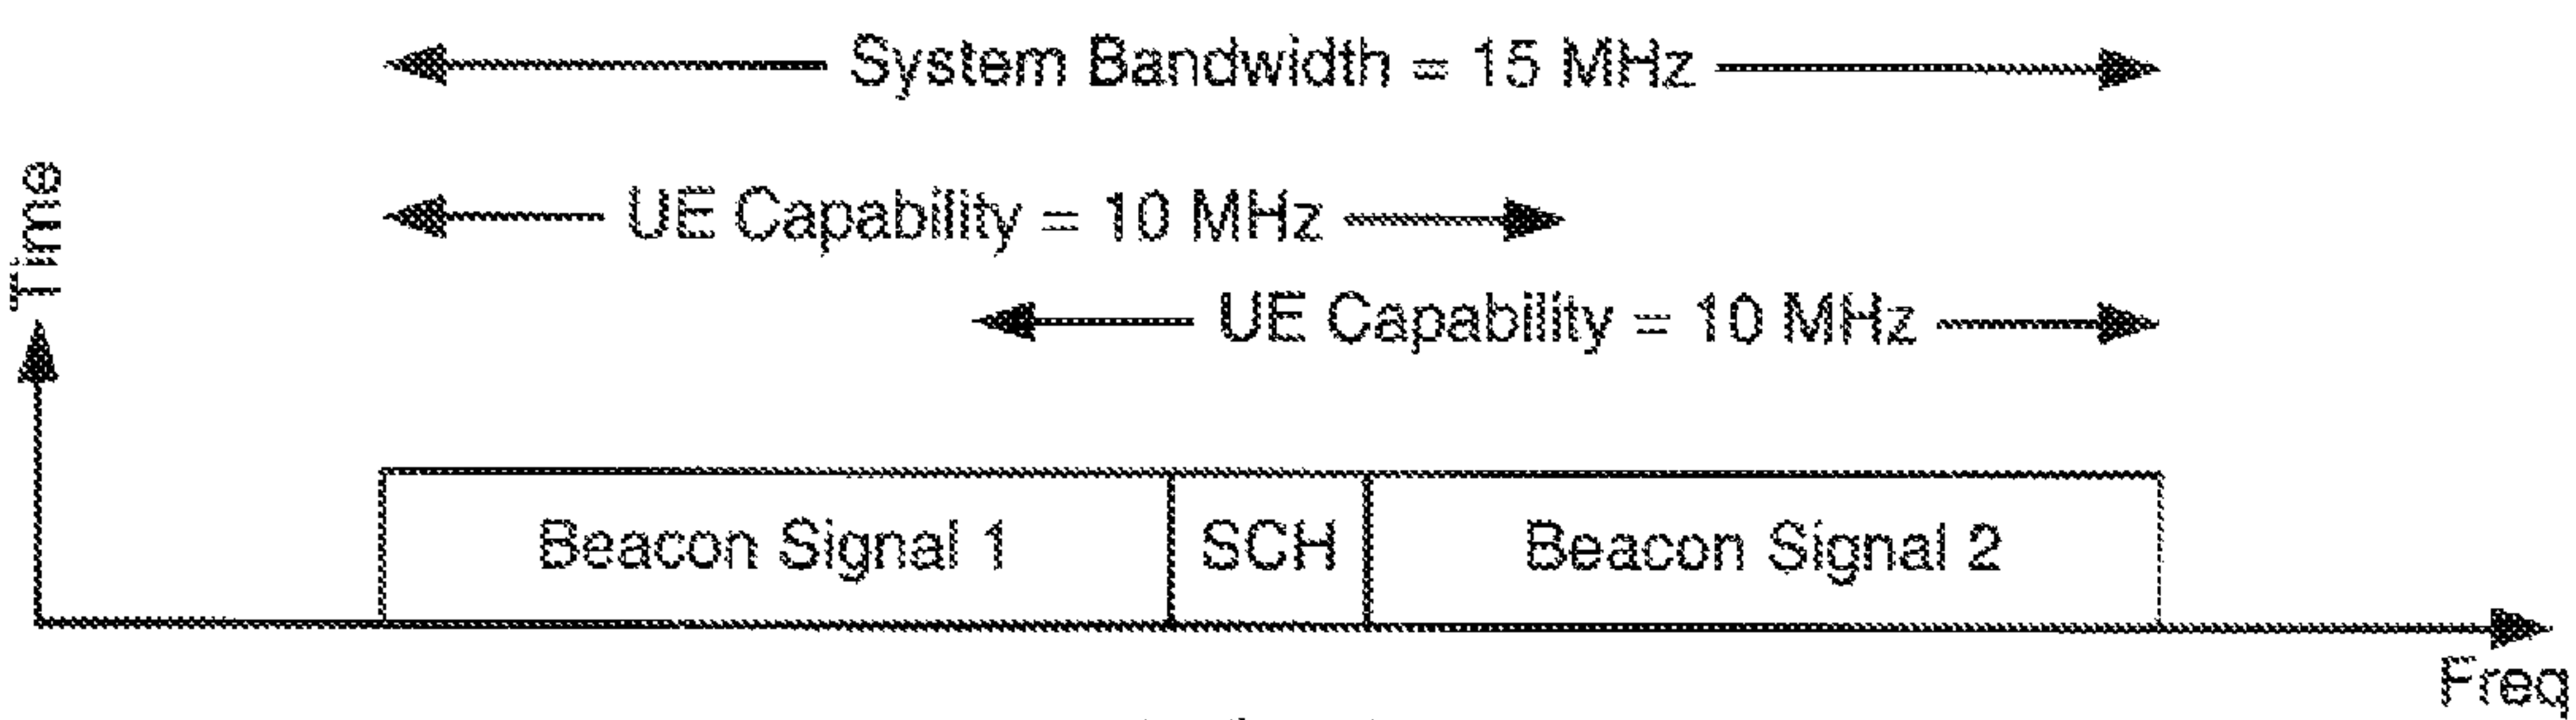 System Bandwidth = 15 MHz
Time
UE Capability = 10 MHz
UE Capability = 10 MHz
Beacon Signal 1
SCH
Beacon Signal 2
Freq